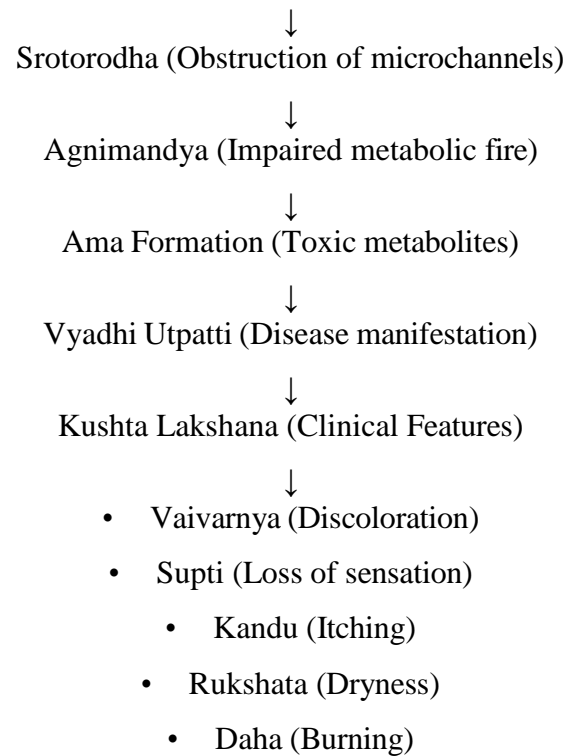 ↓
Srotorodha (Obstruction of microchannels)
↓
Agnimandya (Impaired metabolic fire)
↓
Ama Formation (Toxic metabolites)
↓
Vyadhi Utpatti (Disease manifestation)
↓
Kushta Lakshana (Clinical Features)
↓
• Vaivarnya (Discoloration)
• Supti (Loss of sensation)
• Kandu (Itching)
• Rukshata (Dryness)
• Daha (Burning)